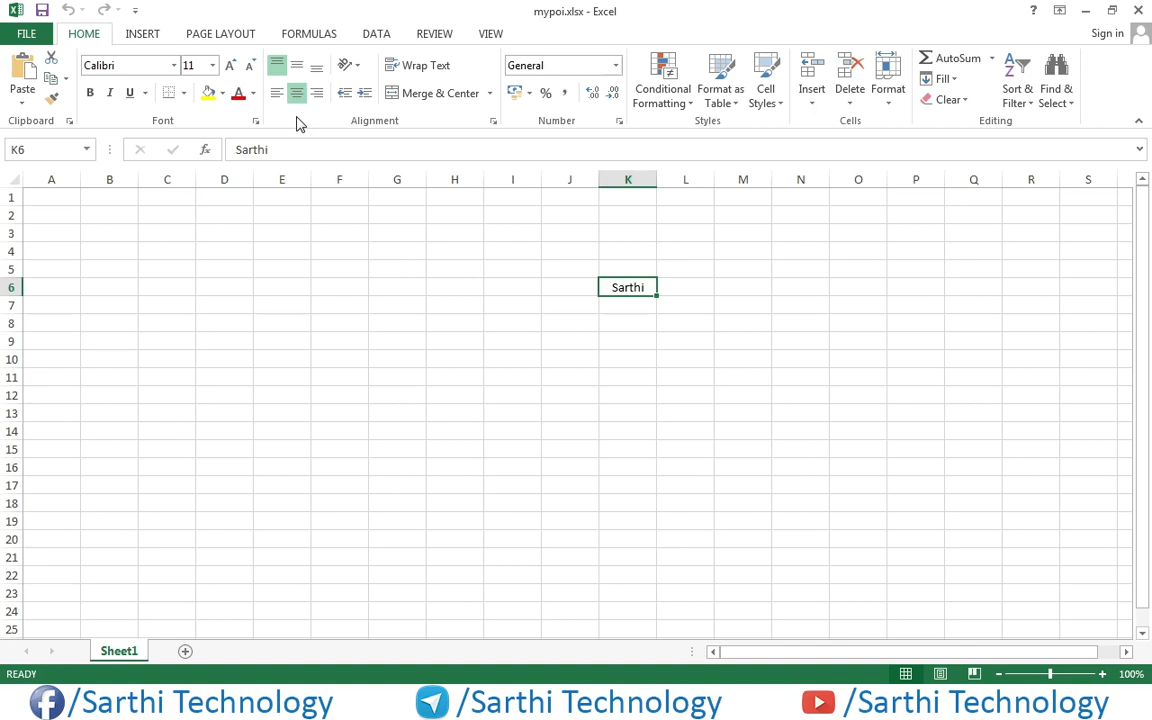 mypoi.xlsx - Excel
?
FILE HOME INSERT PAGE LAYOUT FORMULAS DATA REVIEW VIEW Sign in
Paste
Calibri 11
B I U
Wrap Text
Merge & Center
General
%
Conditional Formatting
Format as Table
Cell Styles
Insert
Delete
Format
AutoSum
Fill
Clear
Sort & Filter
Find & Select
Clipboard Font Alignment Number Styles Cells Editing
K6 fx Sarthi
A B C D E F G H I J K L M N O P Q R S
1
2
3
4
5
6 Sarthi
7
8
9
10
11
12
13
14
15
16
17
18
19
20
21
22
23
24
25
Sheet1
READY 100%
/Sarthi Technology /Sarthi Technology /Sarthi Technology